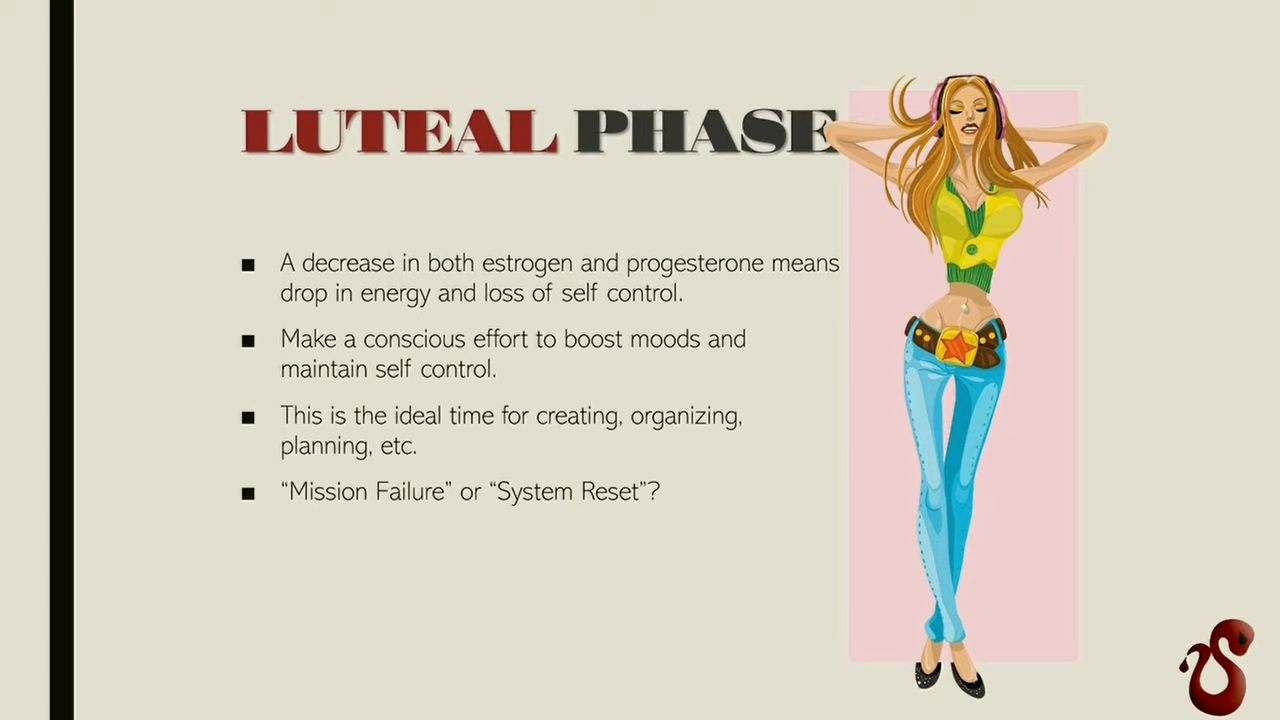 LUTEAL PHASE
■ A decrease in both estrogen and progesterone means
drop in energy and loss of self control.
■ Make a conscious effort to boost moods and
maintain self control.
■ This is the ideal time for creating, organizing,
planning, etc.
■ “Mission Failure” or “System Reset”?